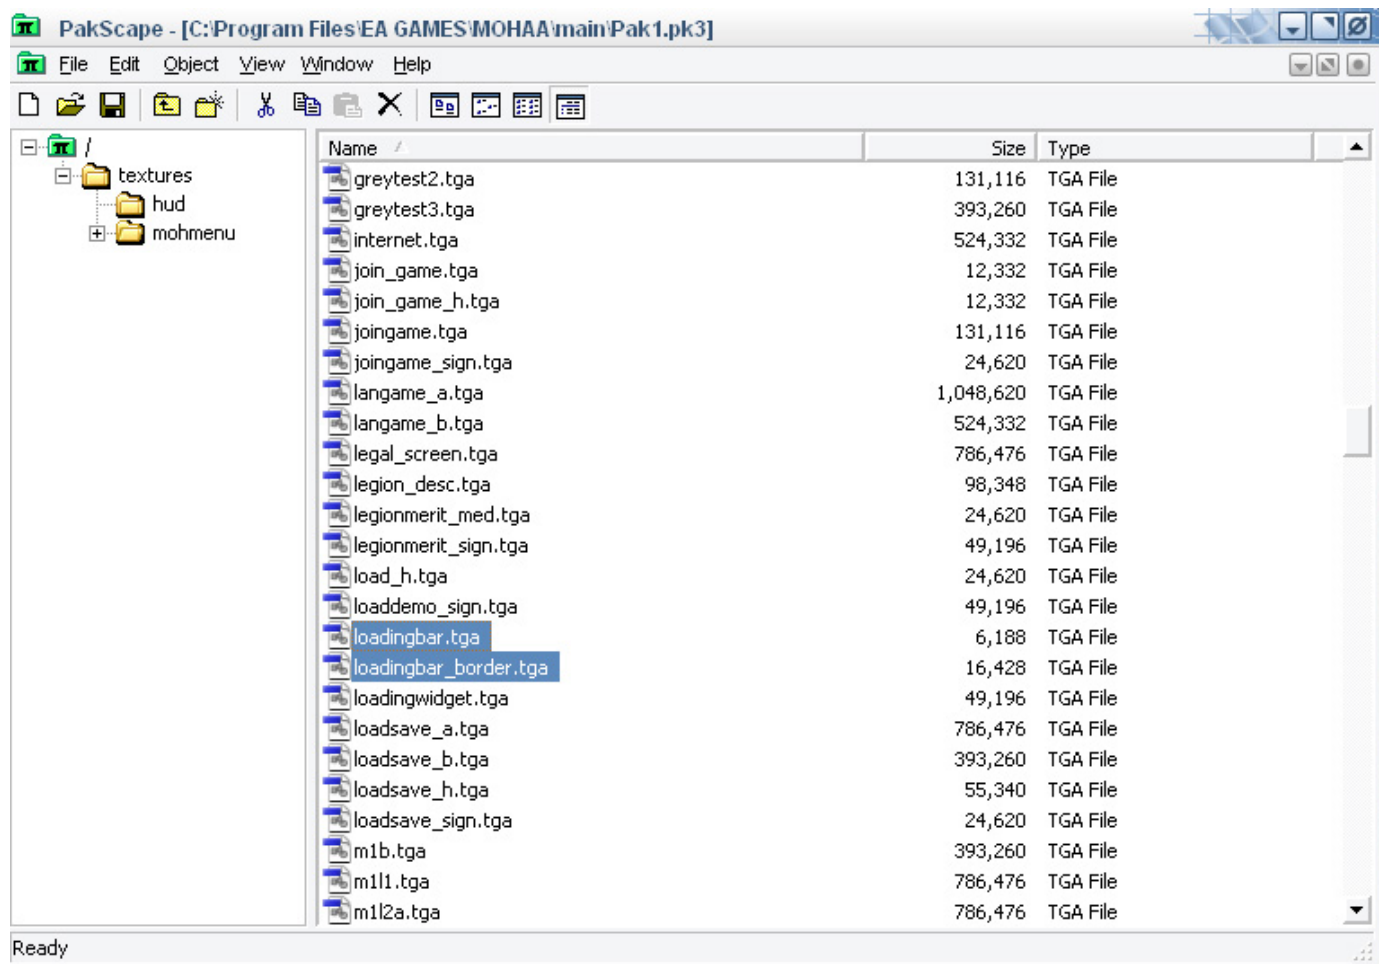 PakScape - [C:\Program Files\EA GAMES\MOHAA\main\Pak1.pk3]
File Edit Object View Window Help
/
textures
hud
mohmenu
Name Size Type
greytest2.tga 131,116 TGA File
greytest3.tga 393,260 TGA File
internet.tga 524,332 TGA File
join_game.tga 12,332 TGA File
join_game_h.tga 12,332 TGA File
joingame.tga 131,116 TGA File
joingame_sign.tga 24,620 TGA File
langame_a.tga 1,048,620 TGA File
langame_b.tga 524,332 TGA File
legal_screen.tga 786,476 TGA File
legion_desc.tga 98,348 TGA File
legionmerit_med.tga 24,620 TGA File
legionmerit_sign.tga 49,196 TGA File
load_h.tga 24,620 TGA File
loaddemo_sign.tga 49,196 TGA File
loadingbar.tga 6,188 TGA File
loadingbar_border.tga 16,428 TGA File
loadingwidget.tga 49,196 TGA File
loadsave_a.tga 786,476 TGA File
loadsave_b.tga 393,260 TGA File
loadsave_h.tga 55,340 TGA File
loadsave_sign.tga 24,620 TGA File
m1b.tga 393,260 TGA File
m1l1.tga 786,476 TGA File
m1l2a.tga 786,476 TGA File
Ready